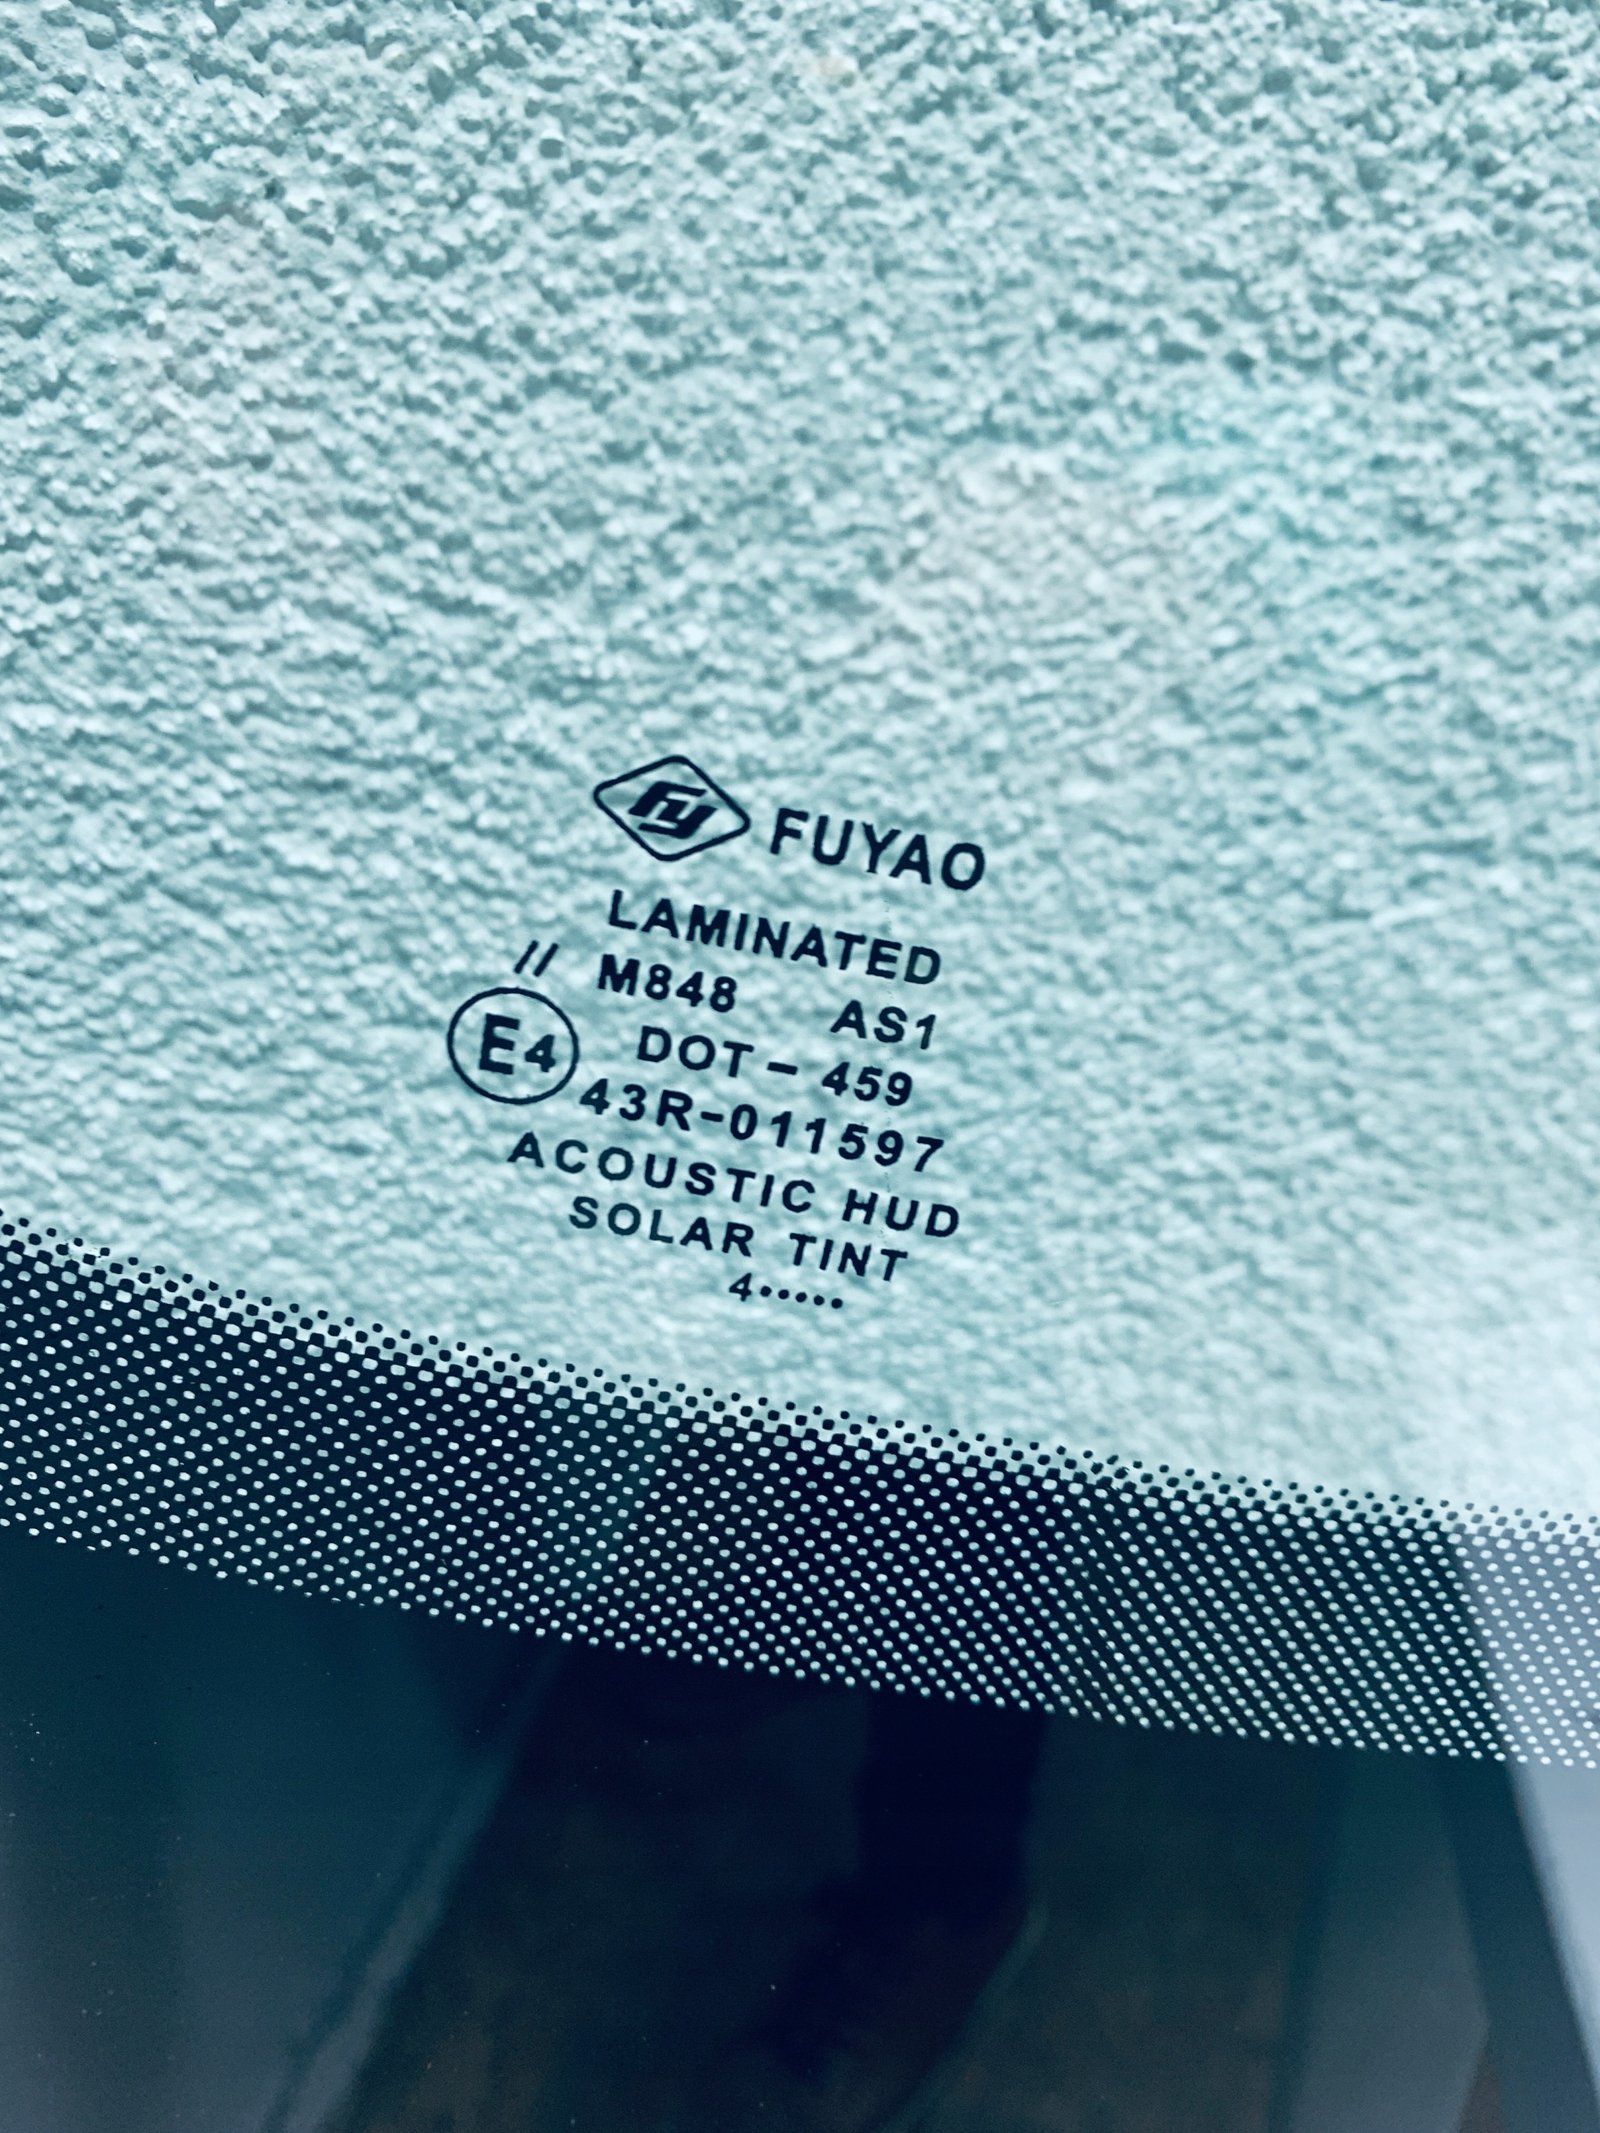 FY FUYAO
LAMINATED
// M848 AS1
E4 DOT – 459
43R-011597
ACOUSTIC HUD
SOLAR TINT
4•••••